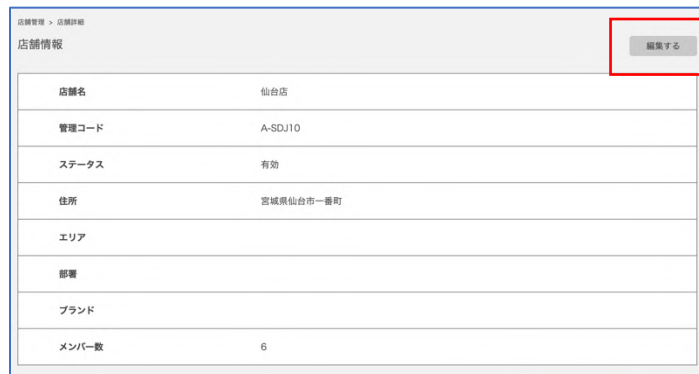 店舗管理 > 店舗詳細
店舗情報
編集する
店舗名 仙台店
管理コード A-SDJ10
ステータス 有効
住所 宮城県仙台市一番町
エリア
部署
ブランド
メンバー数 6